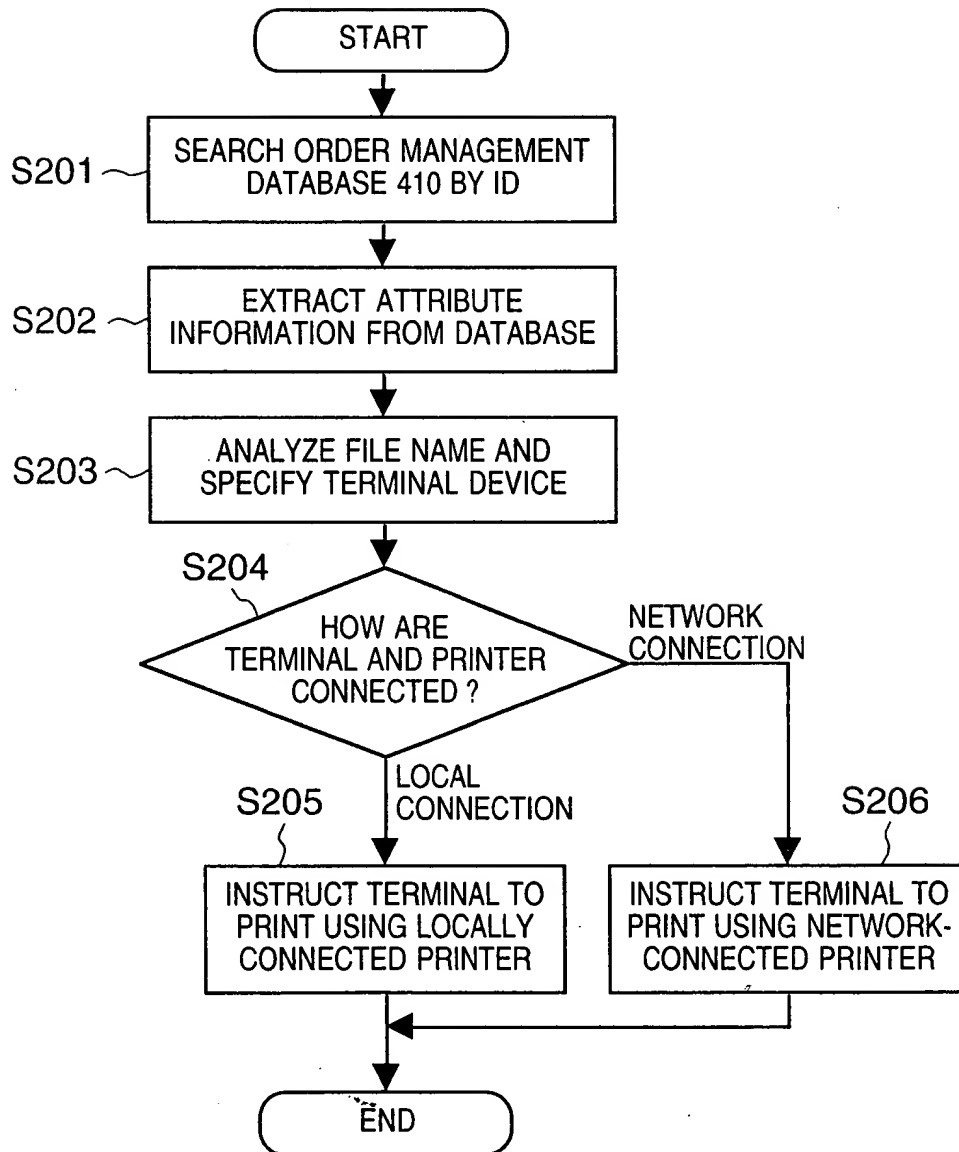 START
S201
SEARCH ORDER MANAGEMENT
DATABASE 410 BY ID
S202
EXTRACT ATTRIBUTE
INFORMATION FROM DATABASE
S203
ANALYZE FILE NAME AND
SPECIFY TERMINAL DEVICE
S204
HOW ARE
TERMINAL AND PRINTER
CONNECTED ?
NETWORK
CONNECTION
LOCAL
CONNECTION
S205
INSTRUCT TERMINAL TO
PRINT USING LOCALLY
CONNECTED PRINTER
S206
INSTRUCT TERMINAL TO
PRINT USING NETWORK-
CONNECTED PRINTER
END